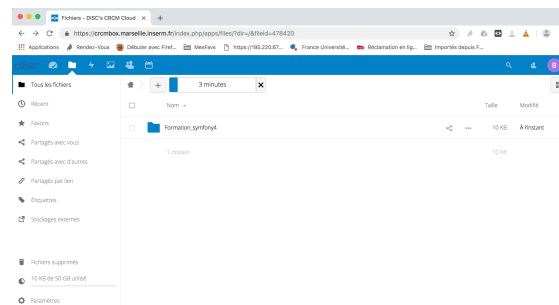 Fichiers - DISC's CRCM Cloud
https://crcmbox.marseille.inserm.fr/index.php/apps/files/?dir=/&fileid=478420
Applications Rendez-Vous Débuter avec Firef... MesFavs https://195.220.67... France Université... Réclamation en lig... Importés depuis F...
B
Tous les fichiers
3 minutes
Récent
Nom Taille Modifié
Favoris
Formation_symfony4 10 KB À l'instant
Partagés avec vous
1 dossier 10 KB
Partagés avec d'autres
Partagés par lien
Étiquettes
Stockages externes
Fichiers supprimés
10 KB de 50 GB utilisé
Paramètres